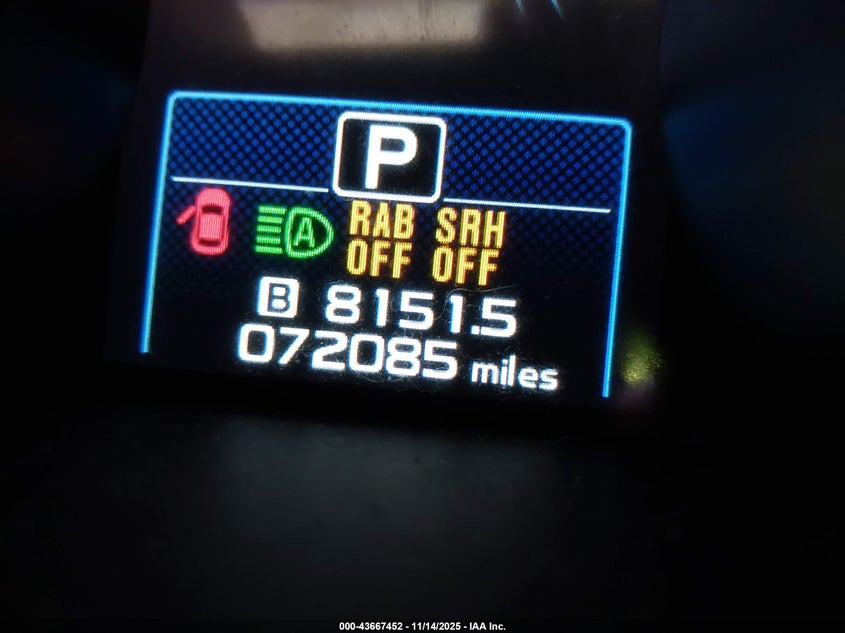 P
A RAB SRH
OFF OFF
B 8151.5
072085 miles
000-43667452 - 11/14/2025 - IAA Inc.